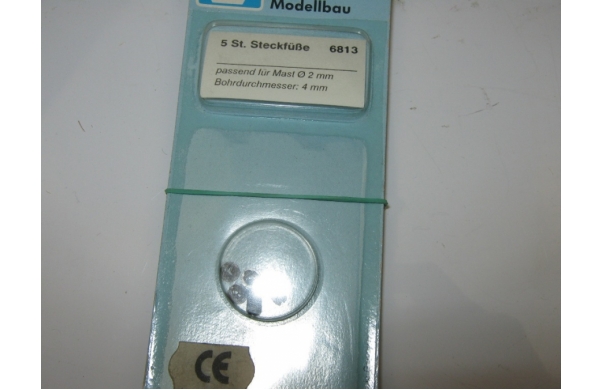 Modellbau
5 St. Steckfüße 6813
passend für Mast Ø 2 mm
Bohrdurchmesser: 4 mm
CE